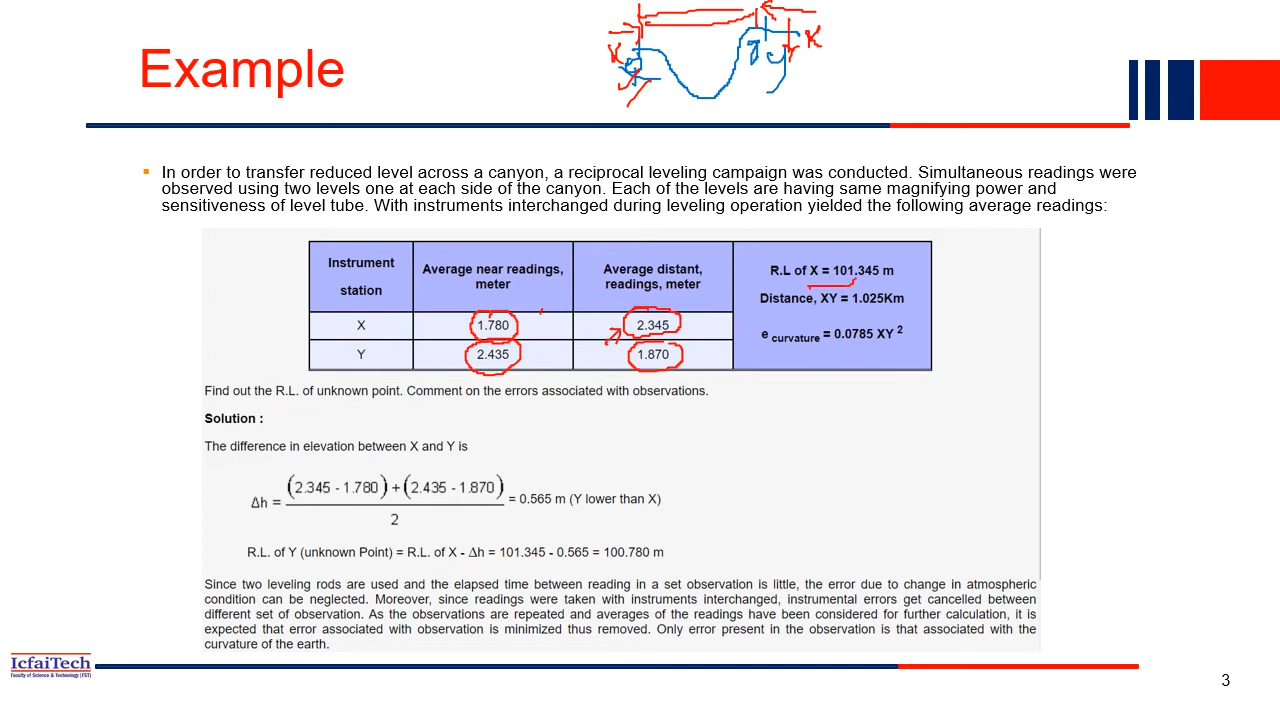 Example
In order to transfer reduced level across a canyon, a reciprocal leveling campaign was conducted. Simultaneous readings were
observed using two levels one at each side of the canyon. Each of the levels are having same magnifying power and
sensitiveness of level tube. With instruments interchanged during leveling operation yielded the following average readings:
Instrument station Average near readings, meter Average distant, readings, meter
R.L of X = 101.345 m
Distance, XY = 1.025Km
e curvature = 0.0785 XY 2
X 1.780 2.345
Y 2.435 1.870
Find out the R.L. of unknown point. Comment on the errors associated with observations.
Solution :
The difference in elevation between X and Y is
Δh = ((2.345 - 1.780) + (2.435 - 1.870)) / 2 = 0.565 m (Y lower than X)
R.L. of Y (unknown Point) = R.L. of X - Δh = 101.345 - 0.565 = 100.780 m
Since two leveling rods are used and the elapsed time between reading in a set observation is little, the error due to change in atmospheric
condition can be neglected. Moreover, since readings were taken with instruments interchanged, instrumental errors get cancelled between
different set of observation. As the observations are repeated and averages of the readings have been considered for further calculation, it is
expected that error associated with observation is minimized thus removed. Only error present in the observation is that associated with the
curvature of the earth.
IcfaiTech
Faculty of Science & Technology (FST)
3